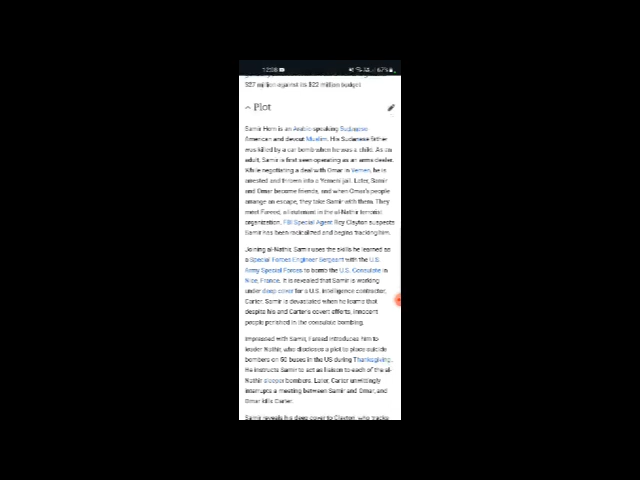 12:08 67%
$27 million against its $22 million budget
Plot
Samir Horn is an Arabic-speaking Sudanese
American and devout Muslim. His Sudanese father
was killed by a car bomb when he was a child. As an
adult, Samir is first seen operating as an arms dealer.
While negotiating a deal with Omar in Yemen, he is
arrested and thrown into a Yemeni jail. Later, Samir
and Omar become friends, and when Omar's people
arrange an escape, they take Samir with them. They
meet Fareed, a lieutenant in the al-Nathir terrorist
organization. FBI Special Agent Roy Clayton suspects
Samir has been radicalized and begins tracking him.
Joining al-Nathir, Samir uses the skills he learned as
a Special Forces Engineer Sergeant with the U.S.
Army Special Forces to bomb the U.S. Consulate in
Nice, France. It is revealed that Samir is working
under deep cover for a U.S. intelligence contractor,
Carter. Samir is devastated when he learns that
despite his and Carter's covert efforts, innocent
people perished in the consulate bombing.
Impressed with Samir, Fareed introduces him to
leader Nathir, who discloses a plot to place suicide
bombers on 50 buses in the US during Thanksgiving.
He instructs Samir to act as liaison to each of the al-
Nathir sleeper bombers. Later, Carter unwittingly
interrupts a meeting between Samir and Omar, and
Omar kills Carter.
Samir reveals his deep cover to Clayton, who tracks